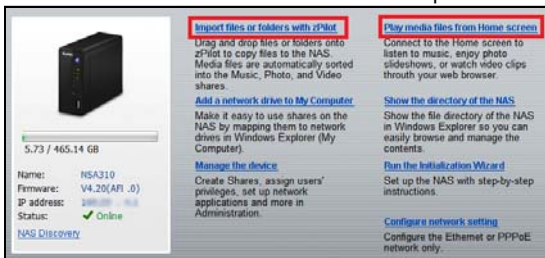 5.73 / 465.14 GB
Name: NSA310
Firmware: V4.20(AFI .0)
IP address:
Status: Online
NAS Discovery
Import files or folders with zPilot
Drag and drop files or folders onto
zPilot to copy files to the NAS.
Media files are automatically sorted
into the Music, Photo, and Video
shares.
Add a network drive to My Computer
Make it easy to use shares on the
NAS by mapping them to network
drives in Windows Explorer (My
Computer).
Manage the device
Create Shares, assign users'
privileges, set up network
applications and more in
Administration.
Play media files from Home screen
Connect to the Home screen to
listen to music, enjoy photo
slideshows, or watch video clips
throuth your web browser.
Show the directory of the NAS
Show the file directory of the NAS
in Windows Explorer so you can
easily browse and manage the
contents.
Run the Initialization Wizard
Set up the NAS with step-by-step
instructions.
Configure network setting
Configure the Ethernet or PPPoE
network only.